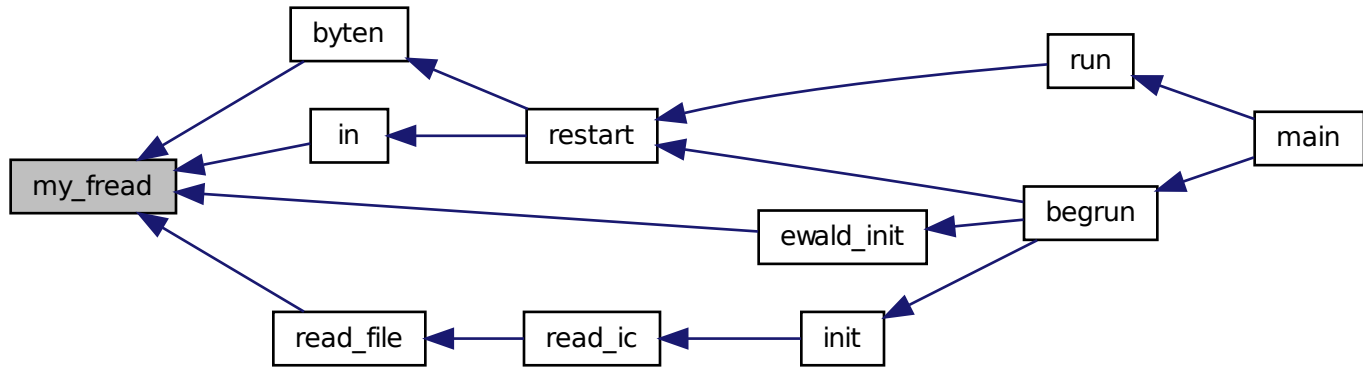 byten
run
in
restart
main
my_fread
begrun
ewald_init
read_file
read_ic
init